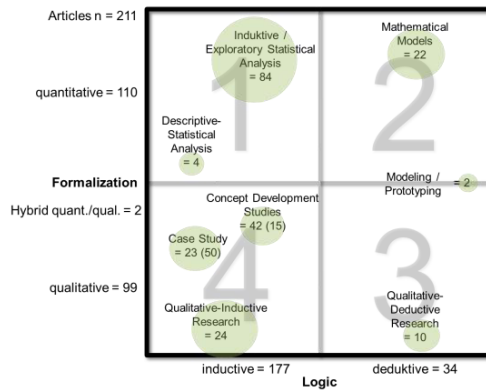 Articles n = 211
Induktive /
Exploratory Statistical
Analysis
= 84
Mathematical
Models
= 22
1
2
quantitative = 110
Descriptive-
Statistical
Analysis
= 4
Formalization
Modeling /
Prototyping
= 2
Hybrid quant./qual. = 2
Concept Development
Studies
= 42 (15)
Case Study
= 23 (50)
4
3
qualitative = 99
Qualitative-Inductive
Research
= 24
Qualitative-
Deductive
Research
= 10
inductive = 177
deduktive = 34
Logic